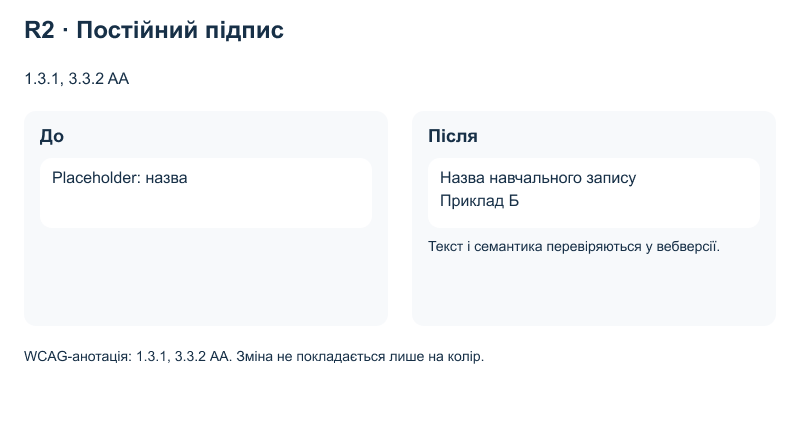 R2 · Постійний підпис
1.3.1, 3.3.2 AA
До
Placeholder: назва
Після
Назва навчального запису
Приклад Б
Текст і семантика перевіряються у вебверсії.
WCAG-анотація: 1.3.1, 3.3.2 AA. Зміна не покладається лише на колір.